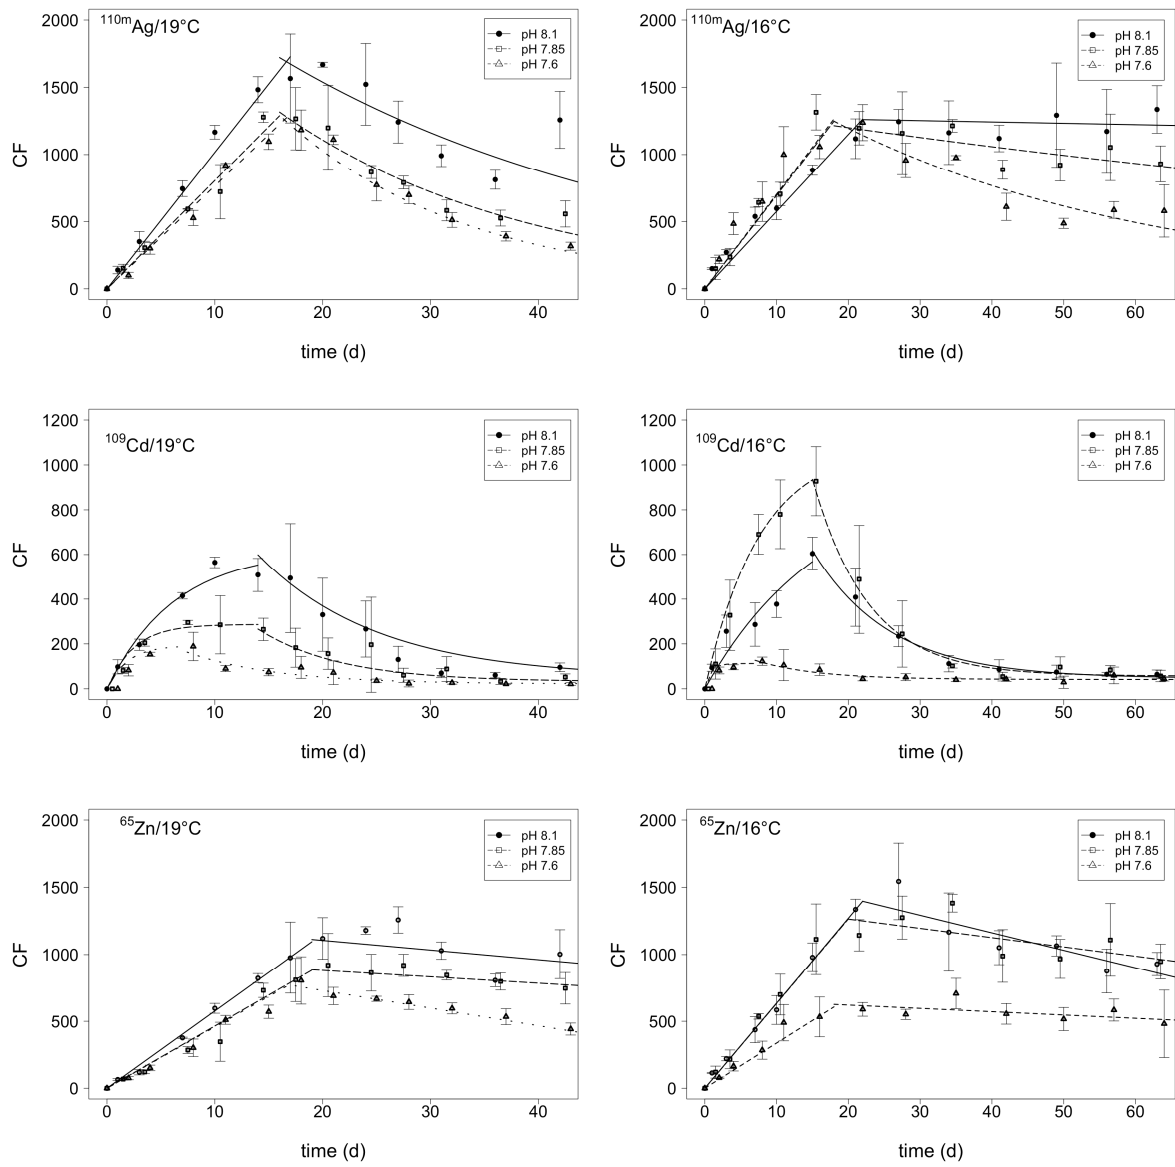 110mAg/19°C
2000
1500
1000
500
0
CF
0 10 20 30 40
time (d)
pH 8.1
pH 7.85
pH 7.6
110mAg/16°C
2000
1500
1000
500
0
CF
0 10 20 30 40 50 60
time (d)
pH 8.1
pH 7.85
pH 7.6
109Cd/19°C
1200
1000
800
600
400
200
0
CF
0 10 20 30 40
time (d)
pH 8.1
pH 7.85
pH 7.6
109Cd/16°C
1200
1000
800
600
400
200
0
CF
0 10 20 30 40 50 60
time (d)
pH 8.1
pH 7.85
pH 7.6
65Zn/19°C
2000
1500
1000
500
0
CF
0 10 20 30 40
time (d)
pH 8.1
pH 7.85
pH 7.6
65Zn/16°C
2000
1500
1000
500
0
CF
0 10 20 30 40 50 60
time (d)
pH 8.1
pH 7.85
pH 7.6